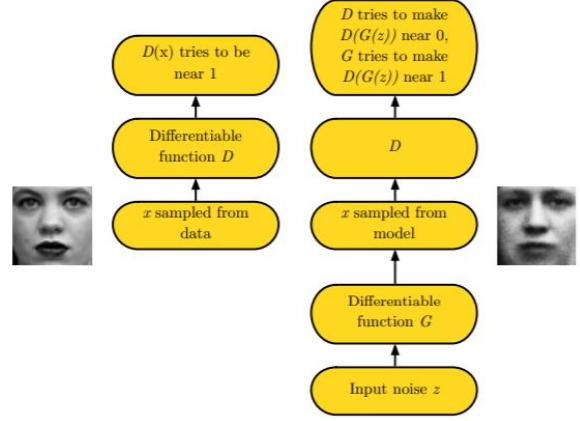 D(x) tries to be
near 1
Differentiable
function D
x sampled from
data
D tries to make
D(G(z)) near 0,
G tries to make
D(G(z)) near 1
D
x sampled from
model
Differentiable
function G
Input noise z